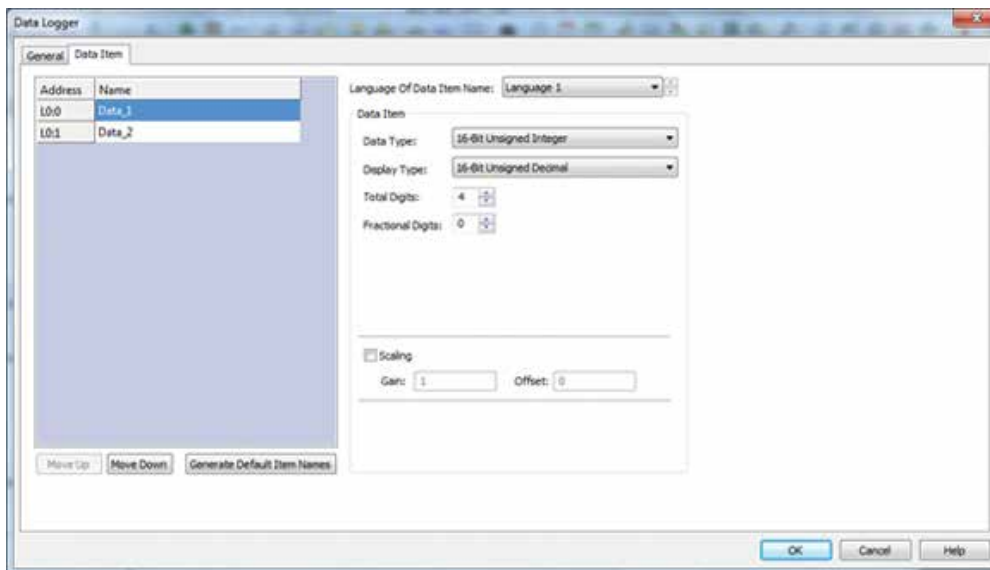 Data Logger
General Data Item
Address Name
L0:0 Data_1
L0:1 Data_2
Move Up Move Down Generate Default Item Names
Language Of Data Item Name: Language 1
Data Item
Data Type: 16-Bit Unsigned Integer
Display Type: 16-Bit Unsigned Decimal
Total Digits: 4
Fractional Digits: 0
Scaling
Gain: 1 Offset: 0
OK Cancel Help